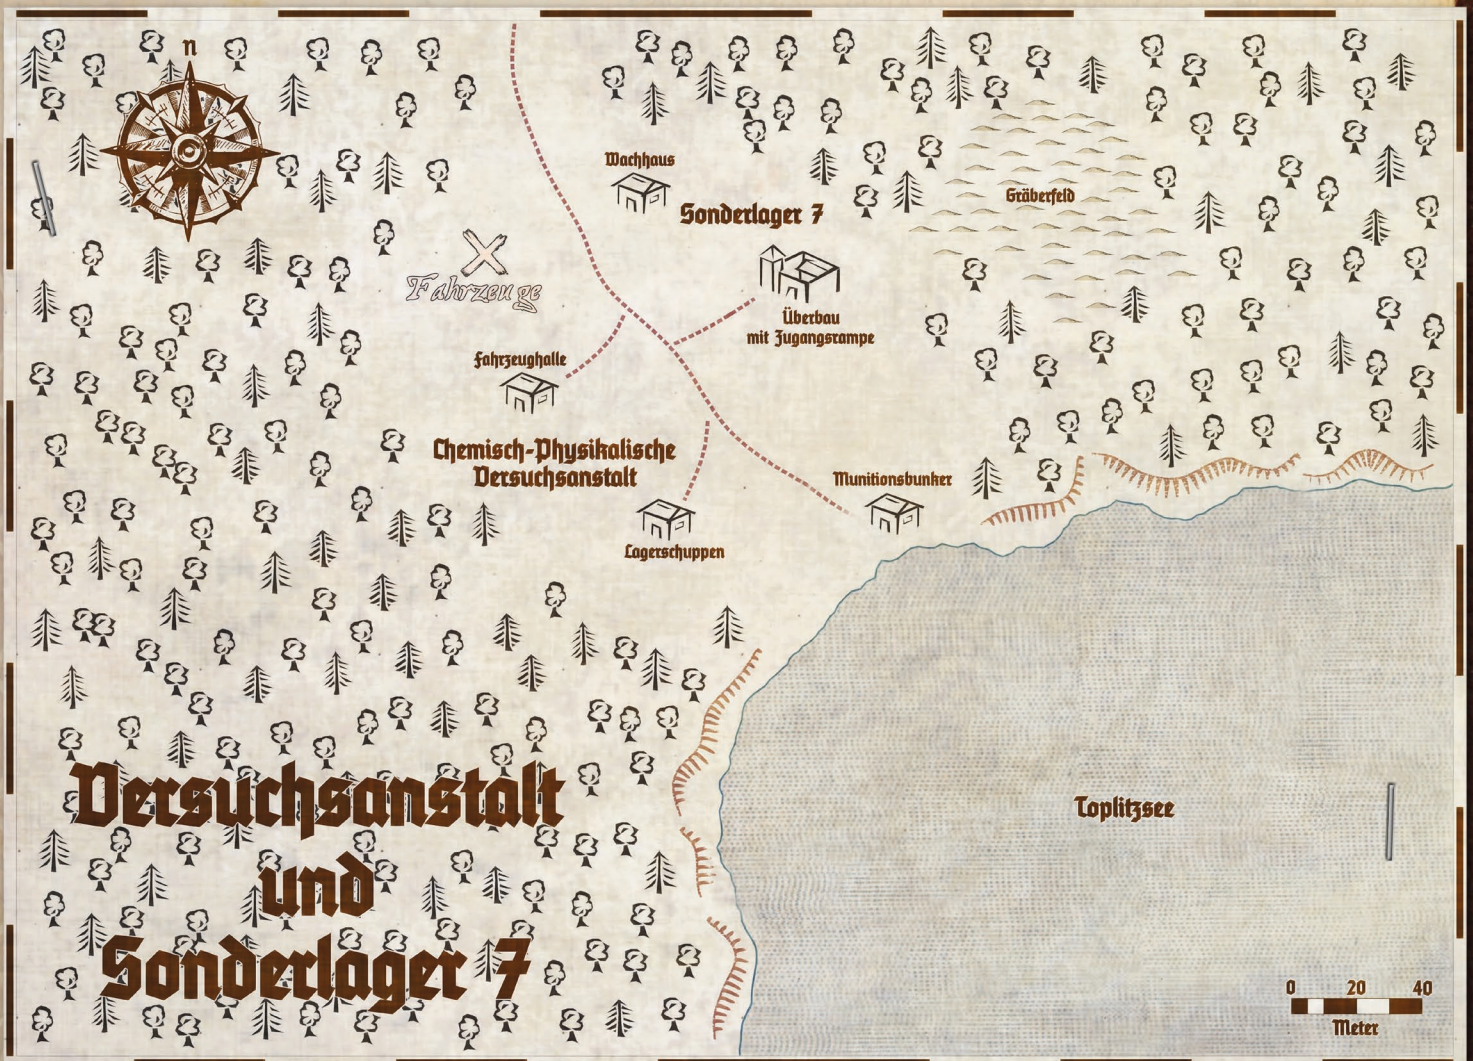 n
Wachhaus
Sonderlager 7
Gräberfeld
Fahrzeuge
Überbau
mit Zugangsrampe
Fahrzeughalle
Chemisch-Physikalische
Versuchsanstalt
Munitionsbunker
Lagerschuppen
Versuchsanstalt
und
Sonderlager 7
Toplitzsee
0 20 40
Meter